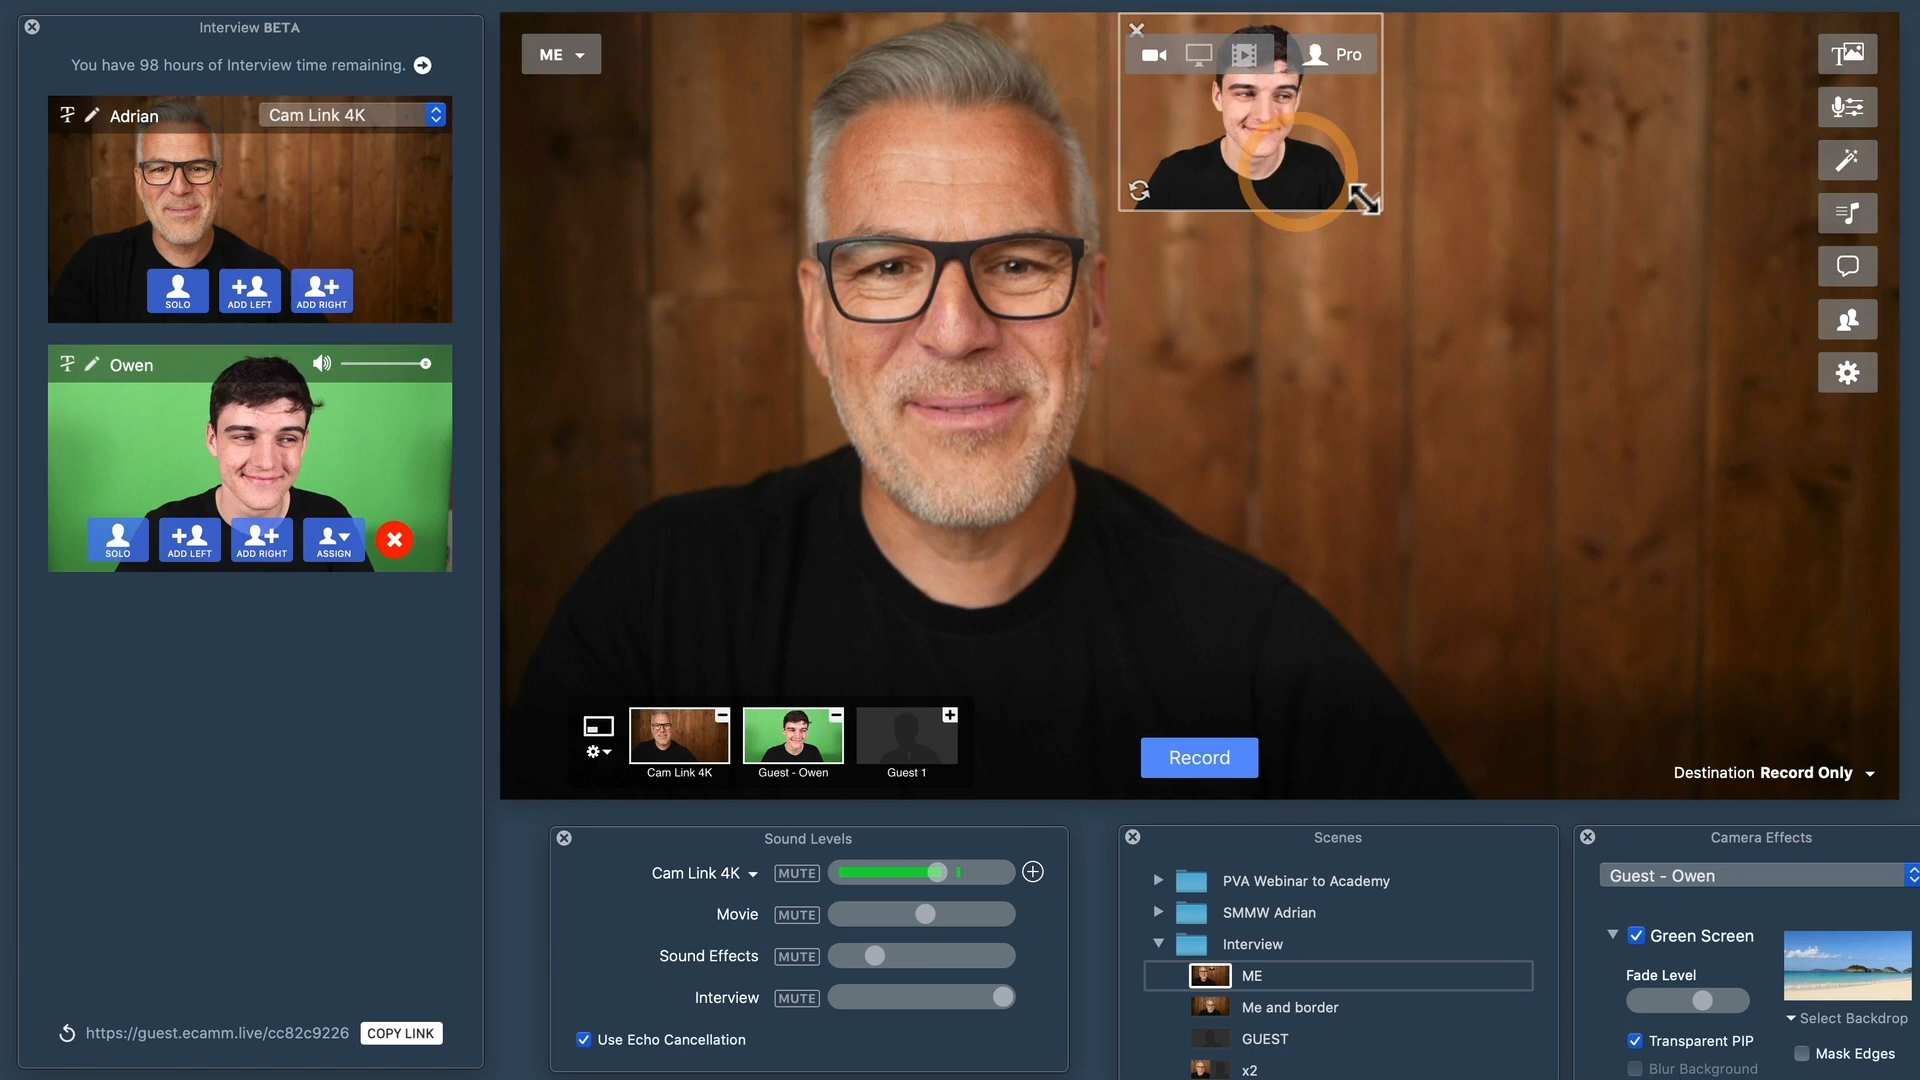 Interview BETA
You have 98 hours of Interview time remaining.
Adrian
Cam Link 4K
SOLO
ADD LEFT
ADD RIGHT
Owen
SOLO
ADD LEFT
ADD RIGHT
ASSIGN
https://guest.ecamm.live/cc82c9226
COPY LINK
ME
Pro
Cam Link 4K
Guest - Owen
Guest 1
Record
Destination Record Only
Sound Levels
Cam Link 4K
MUTE
Movie
MUTE
Sound Effects
MUTE
Interview
MUTE
Use Echo Cancellation
Scenes
PVA Webinar to Academy
SMMW Adrian
Interview
ME
Me and border
GUEST
x2
Camera Effects
Guest - Owen
Green Screen
Fade Level
Select Backdrop
Transparent PIP
Mask Edges
Blur Background